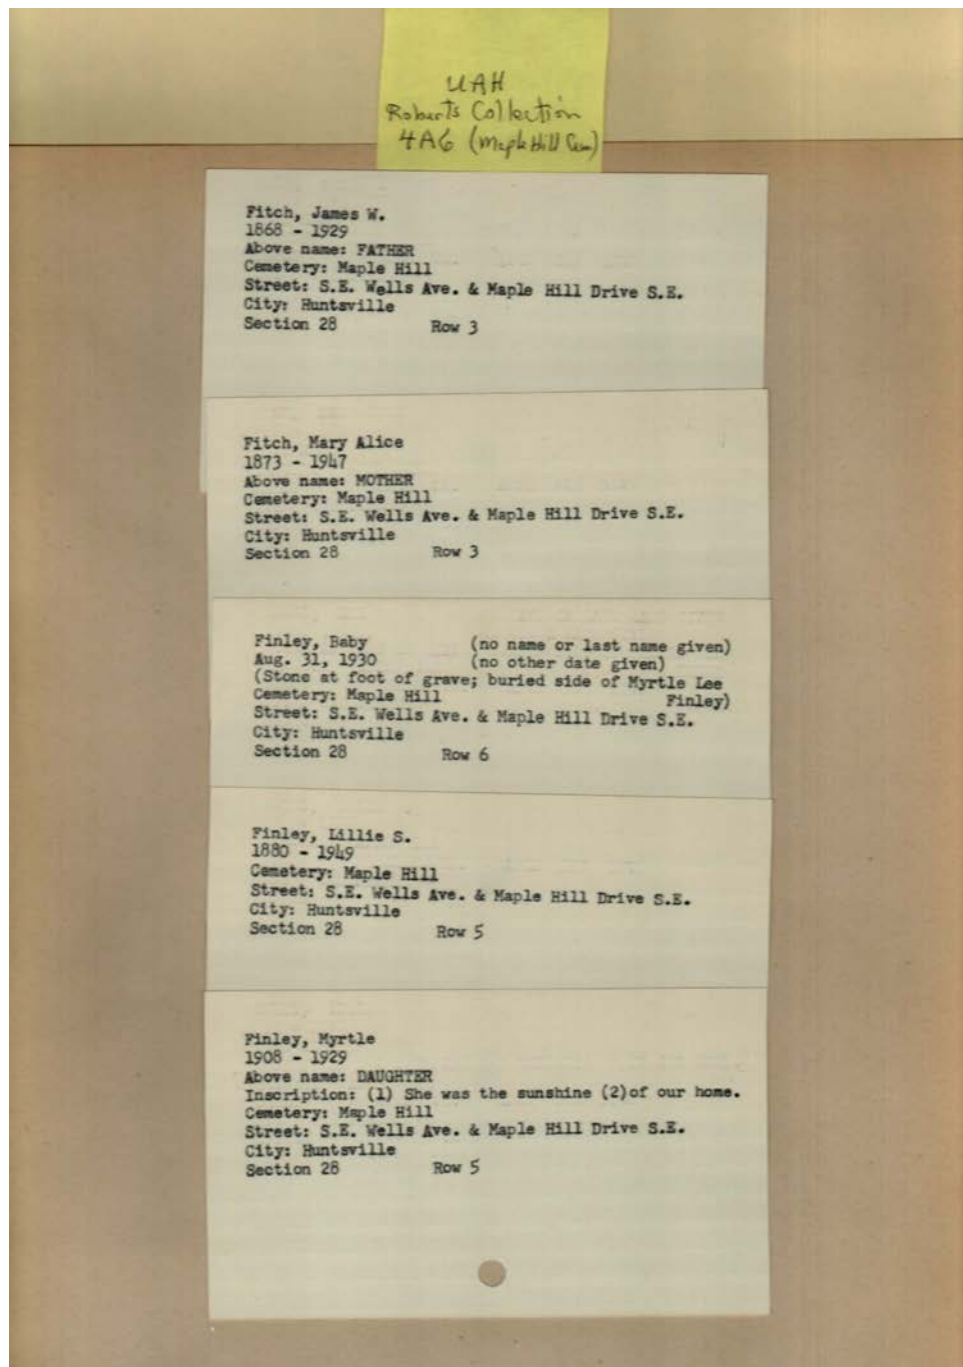 UAH
Roberts Collection
4A6 (Maple Hill Cem)
Fitch, James W.
1868 - 1929
Above name: FATHER
Cemetery: Maple Hill
Street: S.E. Wells Ave. & Maple Hill Drive S.E.
City: Huntsville
Section 28 Row 3
Fitch, Mary Alice
1873 - 1947
Above name: MOTHER
Cemetery: Maple Hill
Street: S.E. Wells Ave. & Maple Hill Drive S.E.
City: Huntsville
Section 28 Row 3
Finley, Baby (no name or last name given)
Aug. 31, 1930 (no other date given)
(Stone at foot of grave; buried side of Myrtle Lee
Cemetery: Maple Hill Finley)
Street: S.E. Wells Ave. & Maple Hill Drive S.E.
City: Huntsville
Section 28 Row 6
Finley, Lillie S.
1880 - 1949
Cemetery: Maple Hill
Street: S.E. Wells Ave. & Maple Hill Drive S.E.
City: Huntsville
Section 28 Row 5
Finley, Myrtle
1908 - 1929
Above name: DAUGHTER
Inscription: (1) She was the sunshine (2)of our home.
Cemetery: Maple Hill
Street: S.E. Wells Ave. & Maple Hill Drive S.E.
City: Huntsville
Section 28 Row 5